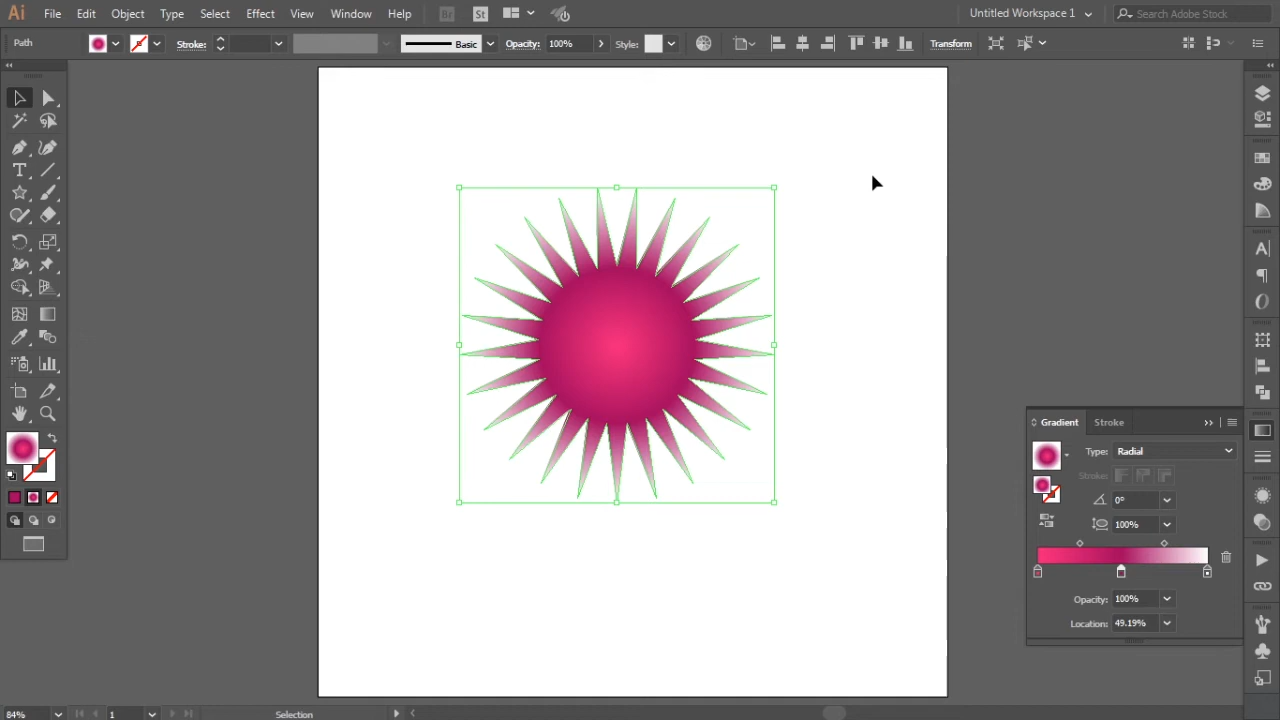 Ai File Edit Object Type Select Effect View Window Help Br St Untitled Workspace 1 Search Adobe Stock
Path Stroke: Basic Opacity: 100% Style: Transform
Gradient Stroke
Type: Radial
Stroke:
0°
100%
Opacity: 100%
Location: 49.19%
84% 1 Selection